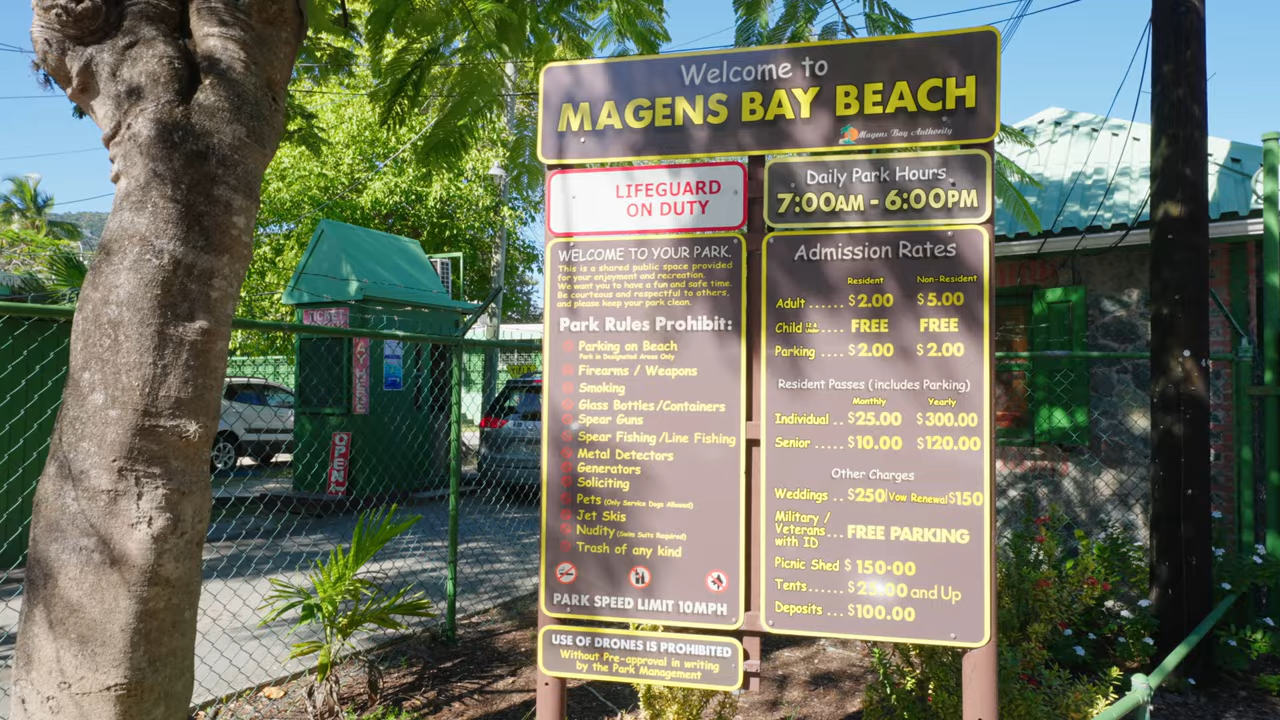 Welcome to
MAGENS BAY BEACH
Magens Bay Authority
LIFEGUARD
ON DUTY
Daily Park Hours
7:00AM - 6:00PM
WELCOME TO YOUR PARK.
This is a shared public space provided
for your enjoyment and recreation.
We want you to have a fun and safe time.
Be courteous and respectful to others,
and please keep your park clean.
Park Rules Prohibit:
Parking on Beach
Park in Designated Areas Only
Firearms / Weapons
Smoking
Glass Bottles/Containers
Spear Guns
Spear Fishing/Line Fishing
Metal Detectors
Generators
Soliciting
Pets (Only Service Dogs Allowed)
Jet Skis
Nudity (Swim Suits Required)
Trash of any kind
PARK SPEED LIMIT 10MPH
USE OF DRONES IS PROHIBITED
Without Pre-approval in writing
by the Park Management
Admission Rates
Resident Non-Resident
Adult ...... $2.00 $5.00
Child FREE FREE
Parking .... $2.00 $2.00
Resident Passes (includes Parking)
Monthly Yearly
Individual .. $25.00 $300.00
Senior ... $10.00 $120.00
Other Charges
Weddings .. $250 Vow Renewal $150
Military /
Veterans... FREE PARKING
with ID
Picnic Shed $ 150.00
Tents..... and Up
Deposits ... $100.00
TICKET
PAY HERE
OPEN